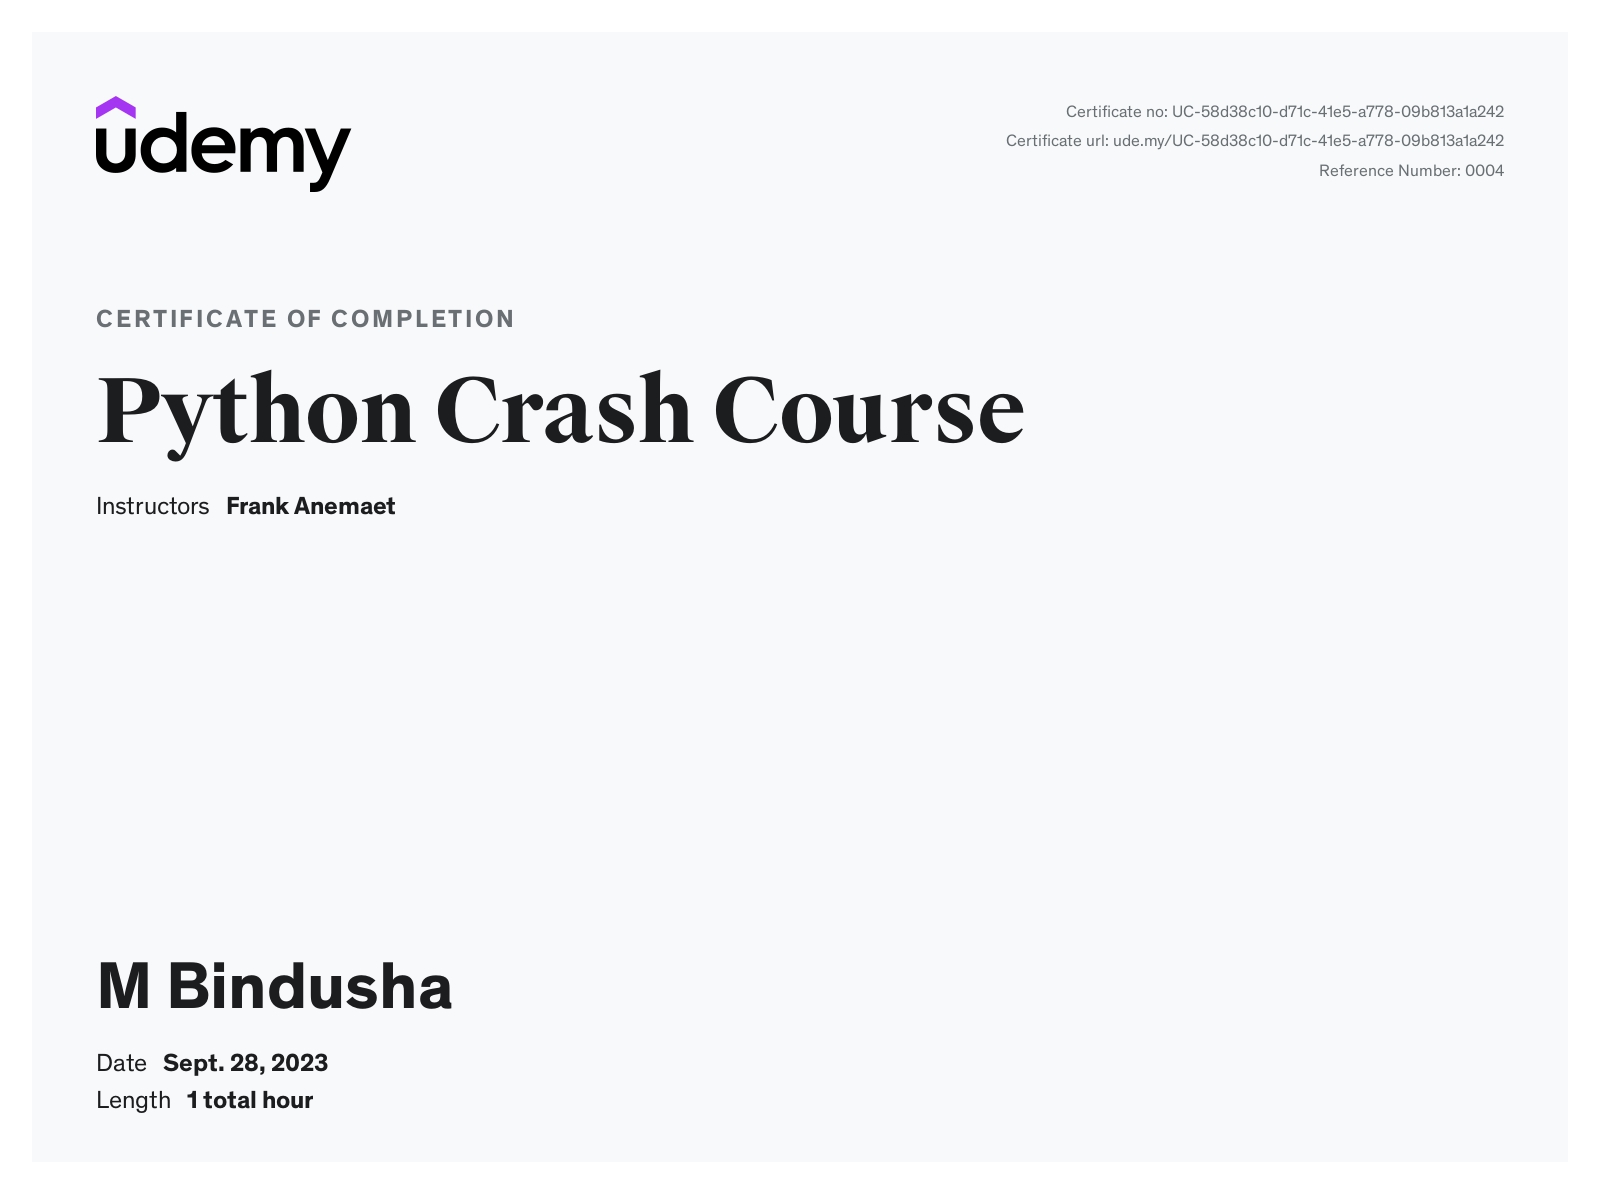 udemy
Certificate no: UC-58d38c10-d71c-41e5-a778-09b813a1a242
Certificate url: ude.my/UC-58d38c10-d71c-41e5-a778-09b813a1a242
Reference Number: 0004
CERTIFICATE OF COMPLETION
Python Crash Course
Instructors Frank Anemaet
M Bindusha
Date Sept. 28, 2023
Length 1 total hour